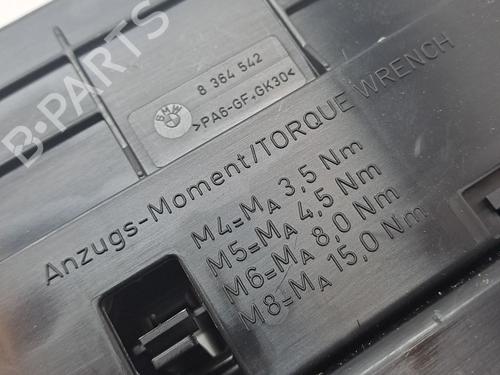 B-PARTS
8 364 542
BMW
>PA6-GF,GK30<
Anzugs-Moment/TORQUE WRENCH
M4=MA 3,5 Nm
M5=MA 4,5 Nm
M6=MA 8,0 Nm
M8=MA 15,0 Nm